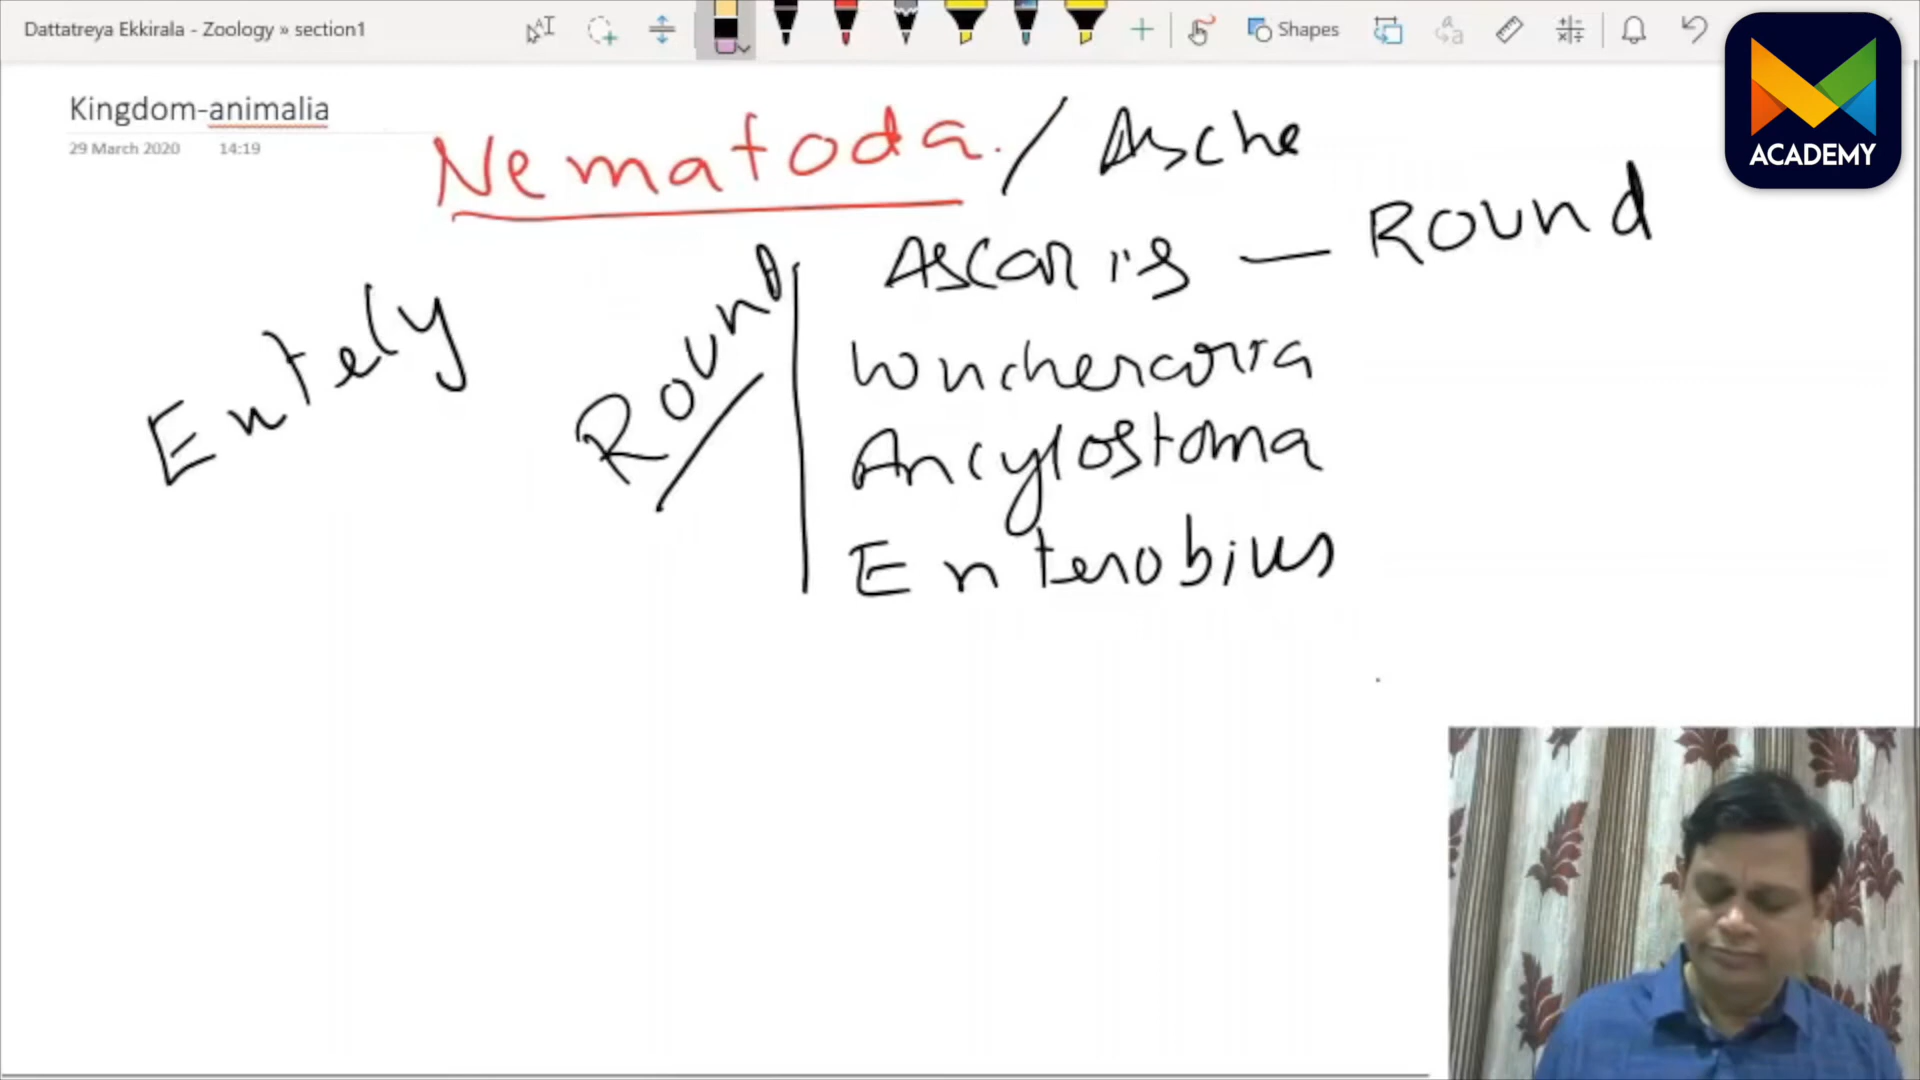 Dattatreya Ekkirala - Zoology » section1
Shapes
ACADEMY
Kingdom-animalia
29 March 2020 14:19
Nematoda. / Asche
Ascaris — Round
Entely
Round
Wuchercoria
Ancylostoma
Enterobius